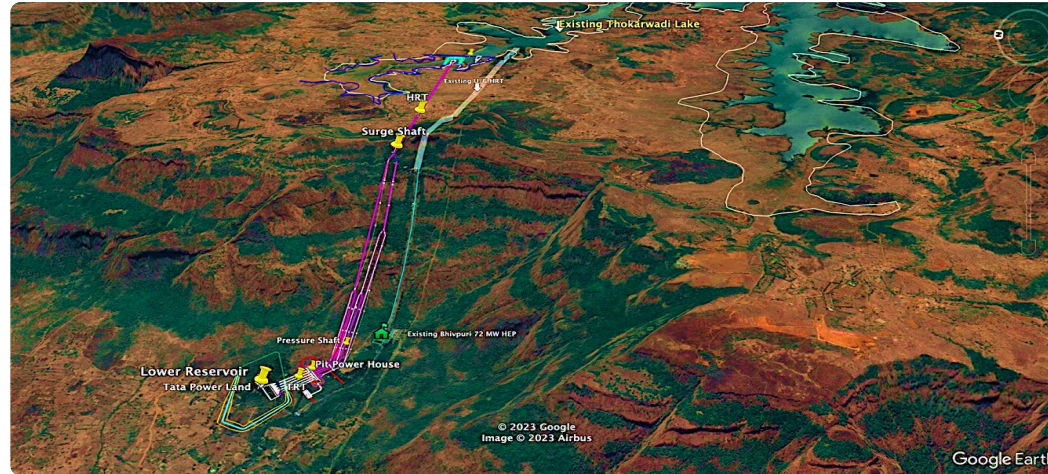 Existing Thokarwadi Lake
HRT
Surge Shaft
Pressure Shaft
Existing Bhivpuri 72 MW HEP
Pit Power House
Lower Reservoir
Tata Power Land
TRT
© 2023 Google
Image © 2023 Airbus
Google Earth